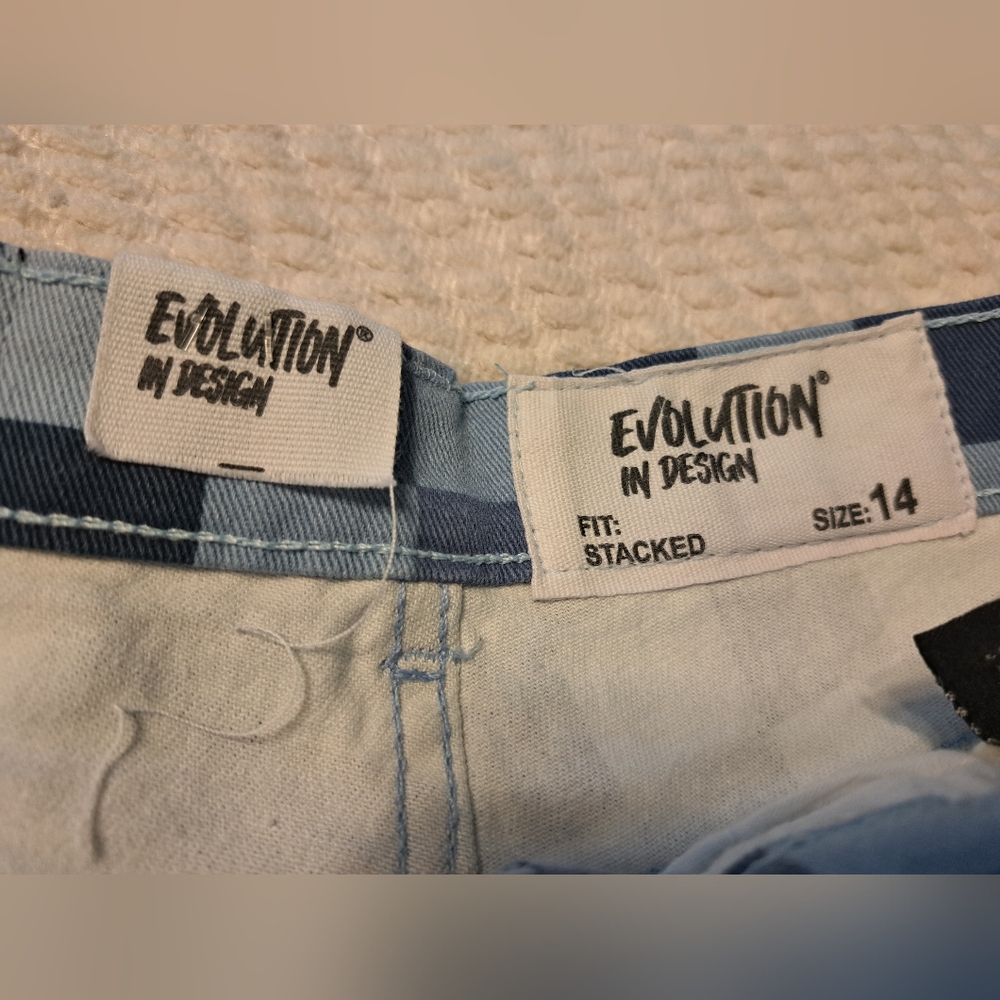 EVOLUTION®
IN DESIGN
EVOLUTION®
IN DESIGN
FIT:
STACKED
SIZE: 14